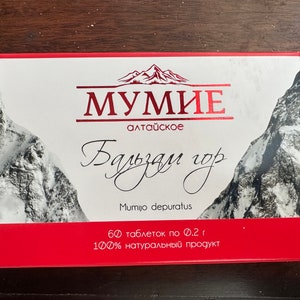 МУМИЕ
алтайское
Бальзам гор
Mumijo depuratus
60 таблеток по 0.2 г
100% натуральный продукт